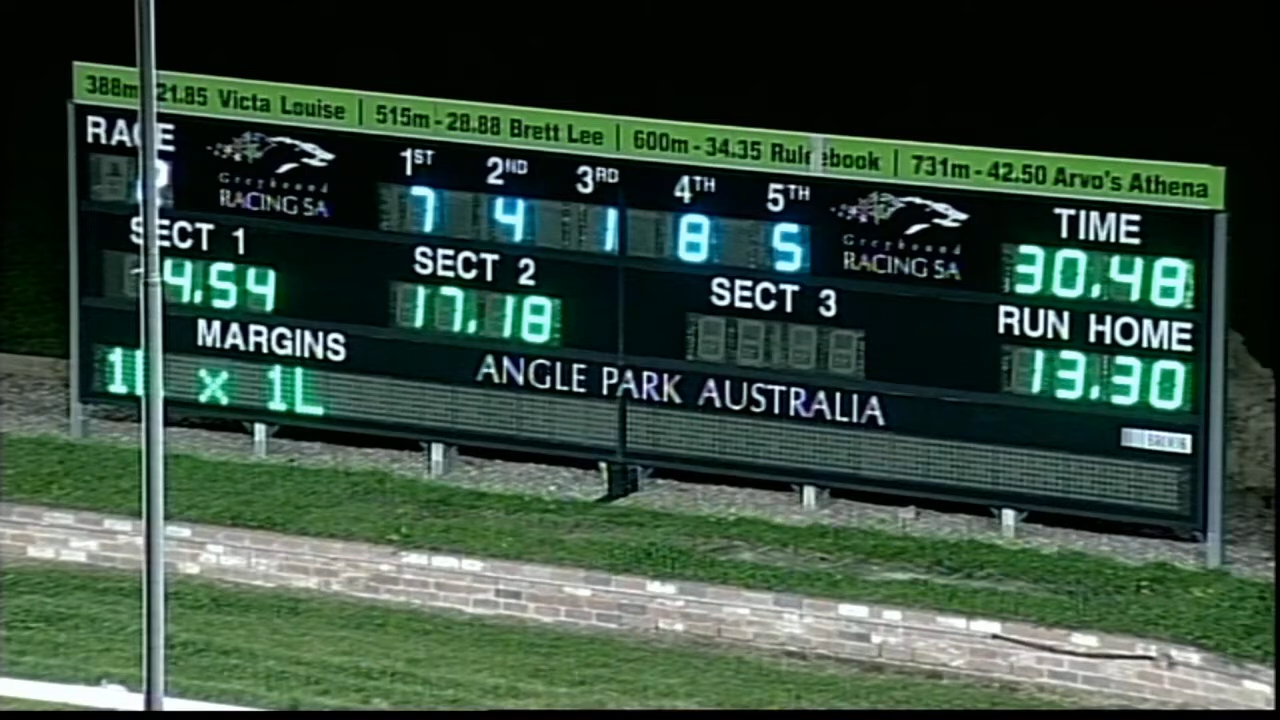 388m 21.85 Victa Louise | 515m - 28.88 Brett Lee | 600m - 34.35 Rulebook | 731m - 42.50 Arvo's Athena
RACE
Greyhound
RACING SA
1ST 2ND 3RD 4TH 5TH
7 4 1 8 5
Greyhound
RACING SA
TIME
30.48
SECT 1
4.54
SECT 2
17.18
SECT 3
RUN HOME
13.30
MARGINS
1L x 1L
ANGLE PARK AUSTRALIA